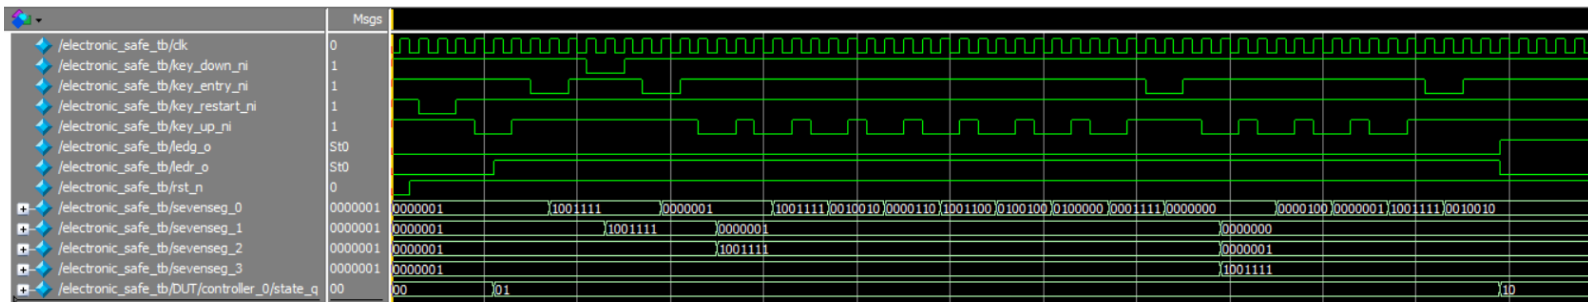 Msgs
/electronic_safe_tb/clk 0
/electronic_safe_tb/key_down_ni 1
/electronic_safe_tb/key_entry_ni 1
/electronic_safe_tb/key_restart_ni 1
/electronic_safe_tb/key_up_ni 1
/electronic_safe_tb/ledg_o St0
/electronic_safe_tb/ledr_o St0
/electronic_safe_tb/rst_n 0
/electronic_safe_tb/sevenseg_0 0000001 0000001 1001111 0000001 1001111 0010010 0000110 1001100 0100100 0100000 0001111 0000000 0000100 0000001 1001111 0010010
/electronic_safe_tb/sevenseg_1 0000001 0000001 1001111 0000001 0000000
/electronic_safe_tb/sevenseg_2 0000001 0000001 1001111 0000001
/electronic_safe_tb/sevenseg_3 0000001 0000001 1001111
/electronic_safe_tb/DUT/controller_0/state_q 00 00 01 10